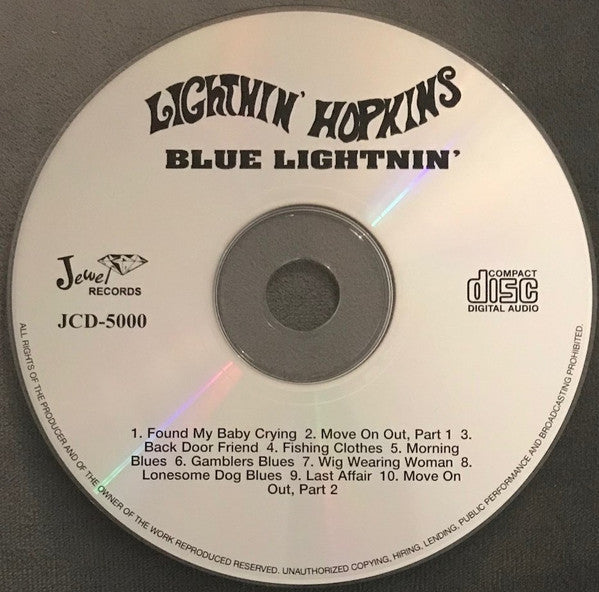 LIGHTNIN' HOPKINS
BLUE LIGHTNIN'
Jewel
RECORDS
JCD-5000
COMPACT
disc
DIGITAL AUDIO
1. Found My Baby Crying 2. Move On Out, Part 1 3.
Back Door Friend 4. Fishing Clothes 5. Morning
Blues 6. Gamblers Blues 7. Wig Wearing Woman 8.
Lonesome Dog Blues 9. Last Affair 10. Move On
Out, Part 2
ALL RIGHTS OF THE PRODUCER AND OF THE OWNER OF THE WORK REPRODUCED RESERVED. UNAUTHORIZED COPYING, HIRING, LENDING, PUBLIC PERFORMANCE AND BROADCASTING PROHIBITED.